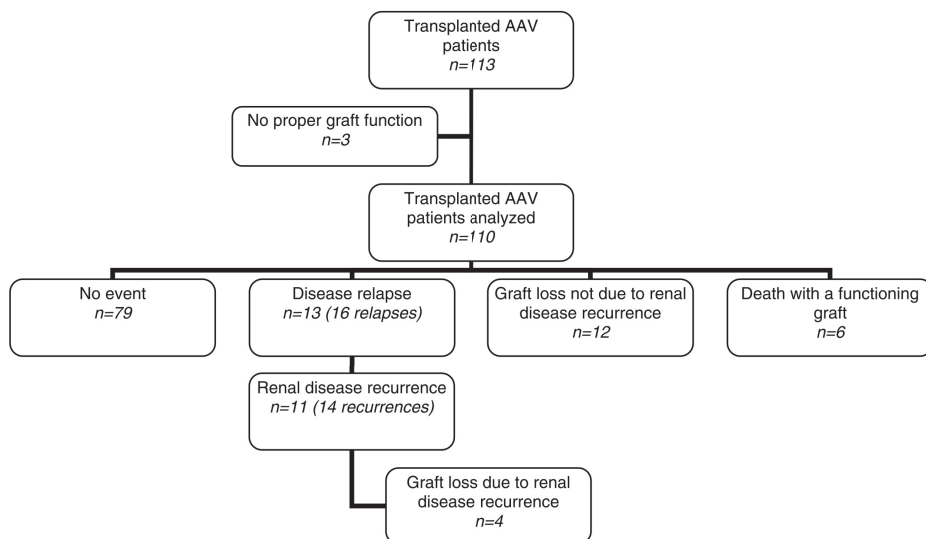 Transplanted AAV
patients
n=113
No proper graft function
n=3
Transplanted AAV
patients analyzed
n=110
No event
n=79
Disease relapse
n=13 (16 relapses)
Graft loss not due to renal
disease recurrence
n=12
Death with a functioning
graft
n=6
Renal disease recurrence
n=11 (14 recurrences)
Graft loss due to renal
disease recurrence
n=4